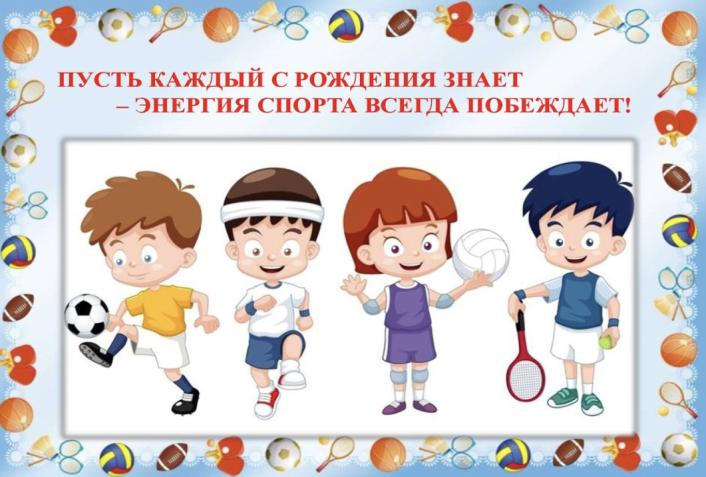 ПУСТЬ КАЖДЫЙ С РОЖДЕНИЯ ЗНАЕТ
– ЭНЕРГИЯ СПОРТА ВСЕГДА ПОБЕЖДАЕТ!